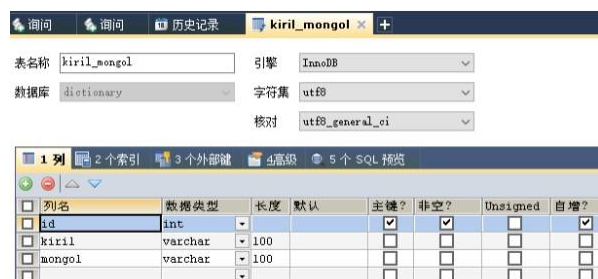 询问 询问 历史记录 kiril_mongol
表名称 kiril_mongol 引擎 InnoDB
数据库 dictionary 字符集 utf8
核对 utf8_general_ci
1 列 2 个索引 3 个外部键 4高级 5 个 SQL 预览
列名 数据类型 长度 默认 主键? 非空? Unsigned 自增?
id int
kiril varchar 100
mongol varchar 100